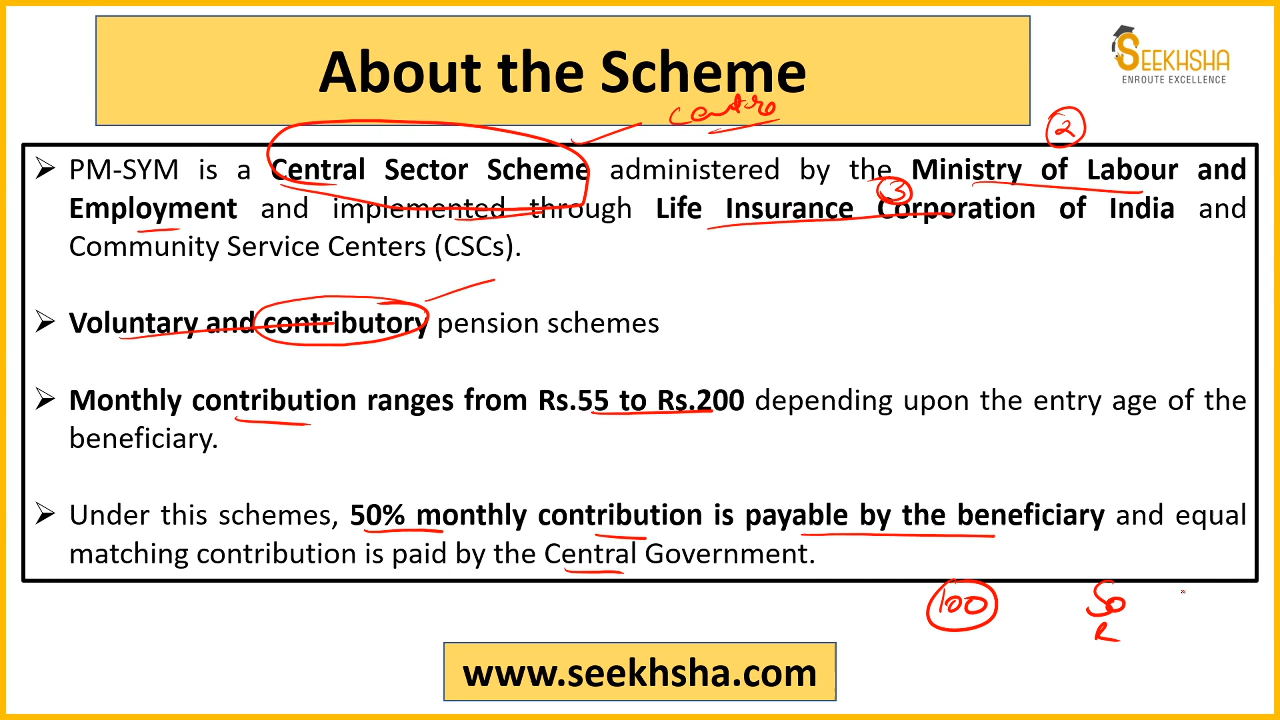 About the Scheme
SEEKHSHA
ENROUTE EXCELLENCE
centre
2
➢ PM-SYM is a Central Sector Scheme administered by the Ministry of Labour and
3
Employment and implemented through Life Insurance Corporation of India and
Community Service Centers (CSCs).
➢ Voluntary and contributory pension schemes
➢ Monthly contribution ranges from Rs.55 to Rs.200 depending upon the entry age of the
beneficiary.
➢ Under this schemes, 50% monthly contribution is payable by the beneficiary and equal
matching contribution is paid by the Central Government.
100 50
www.seekhsha.com